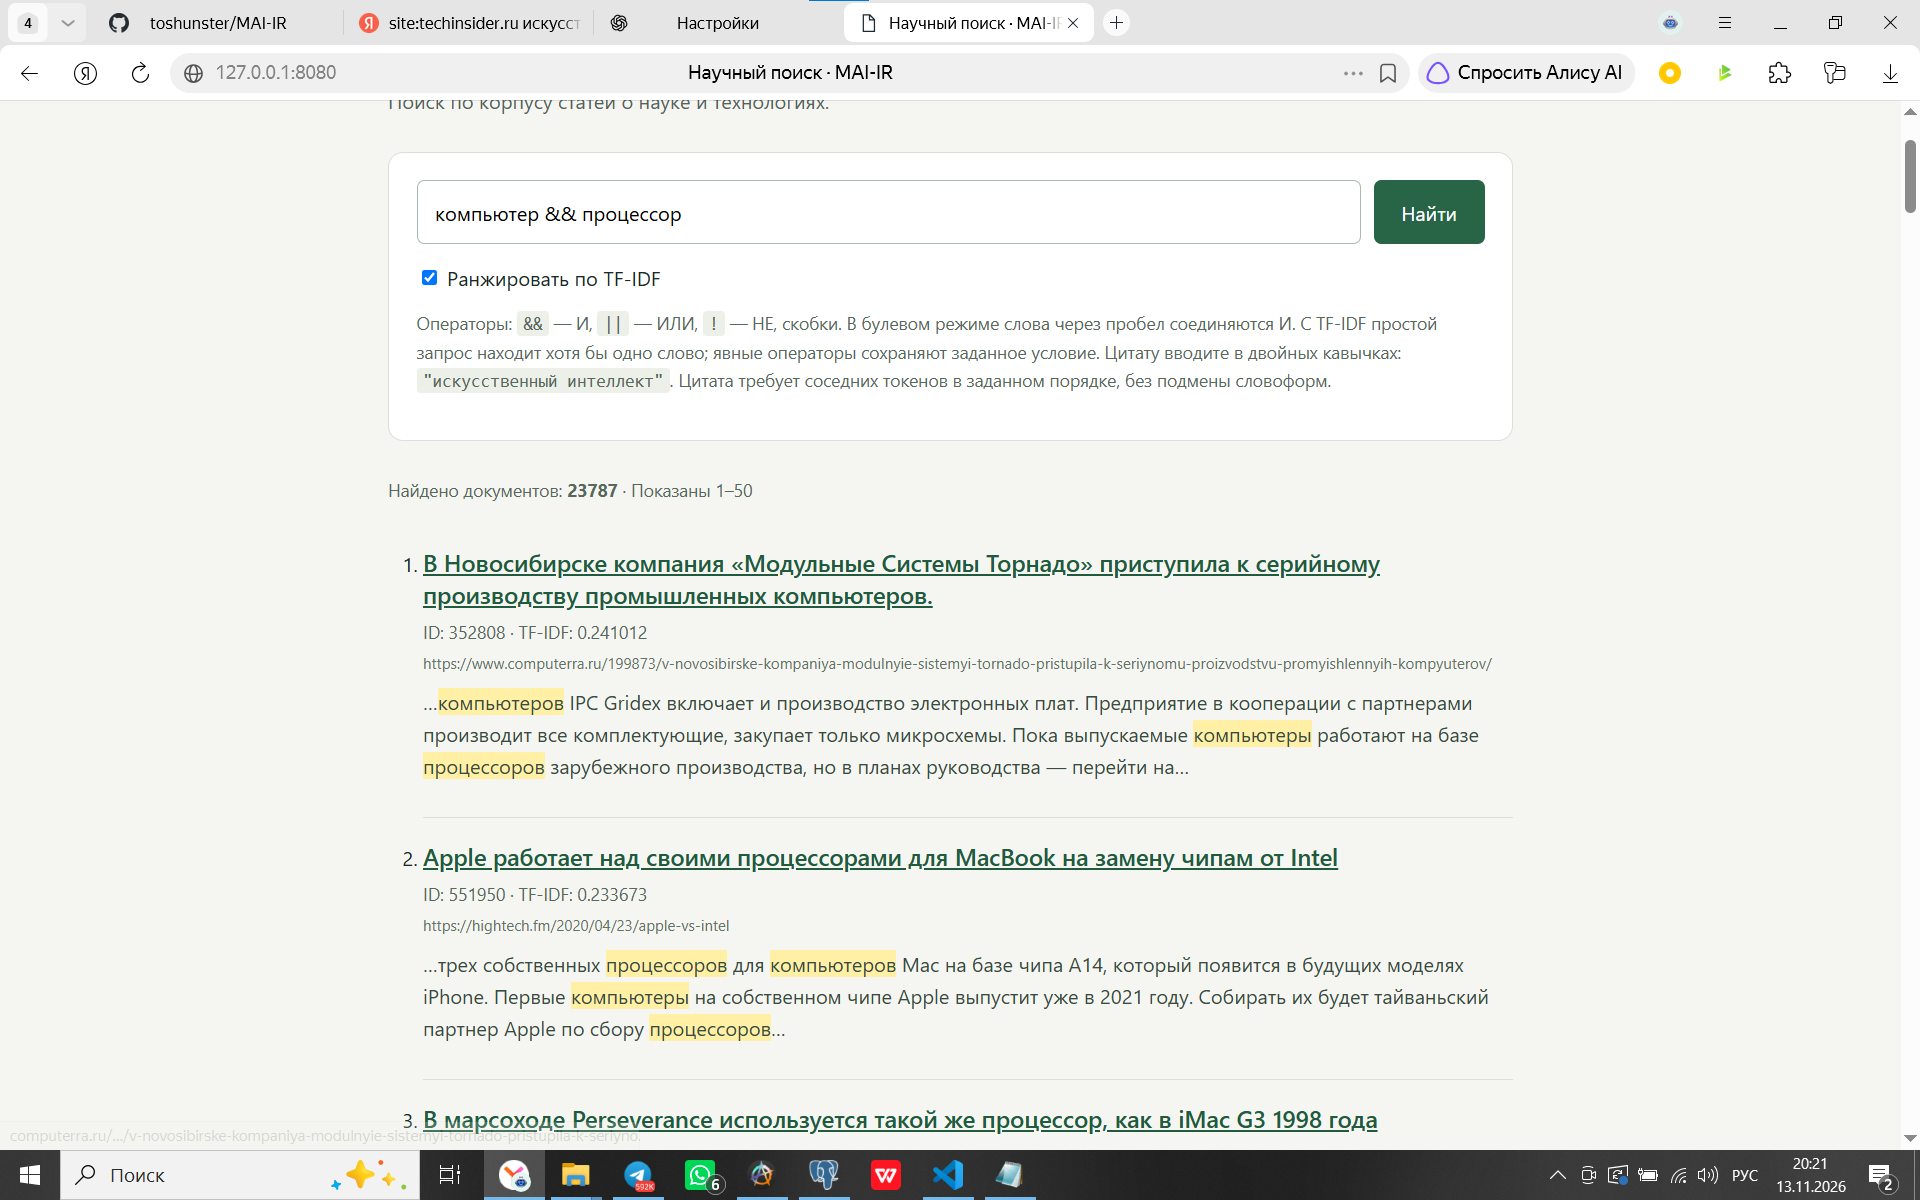 4
toshunster/MAI-IR
site:techinsider.ru искусст
Настройки
Научный поиск · MAI-IR
127.0.0.1:8080
Научный поиск · MAI-IR
Спросить Алису AI
Поиск по корпусу статей о науке и технологиях.
компьютер && процессор
Найти
Ранжировать по TF-IDF
Операторы: && — И, || — ИЛИ, ! — НЕ, скобки. В булевом режиме слова через пробел соединяются И. С TF-IDF простой
запрос находит хотя бы одно слово; явные операторы сохраняют заданное условие. Цитату вводите в двойных кавычках:
"искусственный интеллект". Цитата требует соседних токенов в заданном порядке, без подмены словоформ.
Найдено документов: 23787 · Показаны 1–50
1. В Новосибирске компания «Модульные Системы Торнадо» приступила к серийному
производству промышленных компьютеров.
ID: 352808 · TF-IDF: 0.241012
https://www.computerra.ru/199873/v-novosibirske-kompaniya-modulnyie-sistemyi-tornado-pristupila-k-seriynomu-proizvodstvu-promyishlennyih-kompyuterov/
…компьютеров IPC Gridex включает и производство электронных плат. Предприятие в кооперации с партнерами
производит все комплектующие, закупает только микросхемы. Пока выпускаемые компьютеры работают на базе
процессоров зарубежного производства, но в планах руководства — перейти на…
2. Apple работает над своими процессорами для MacBook на замену чипам от Intel
ID: 551950 · TF-IDF: 0.233673
https://hightech.fm/2020/04/23/apple-vs-intel
…трех собственных процессоров для компьютеров Mac на базе чипа A14, который появится в будущих моделях
iPhone. Первые компьютеры на собственном чипе Apple выпустит уже в 2021 году. Собирать их будет тайваньский
партнер Apple по сбору процессоров…
3. В марсоходе Perseverance используется такой же процессор, как в iMac G3 1998 года
computerra.ru/.../v-novosibirske-kompaniya-modulnyie-sistemyi-tornado-pristupila-k-seriyno.
Поиск
592K
6
РУС
20:21
13.11.2026
2